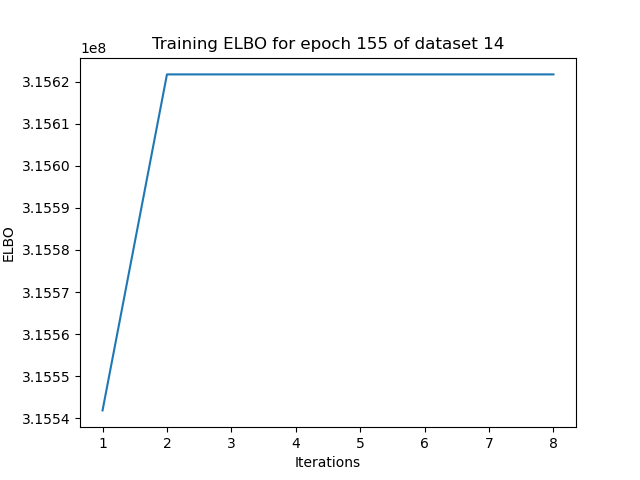 Training ELBO for epoch 155 of dataset 14
1e8
3.1562
3.1561
3.1560
3.1559
3.1558
3.1557
3.1556
3.1555
3.1554
ELBO
1 2 3 4 5 6 7 8
Iterations